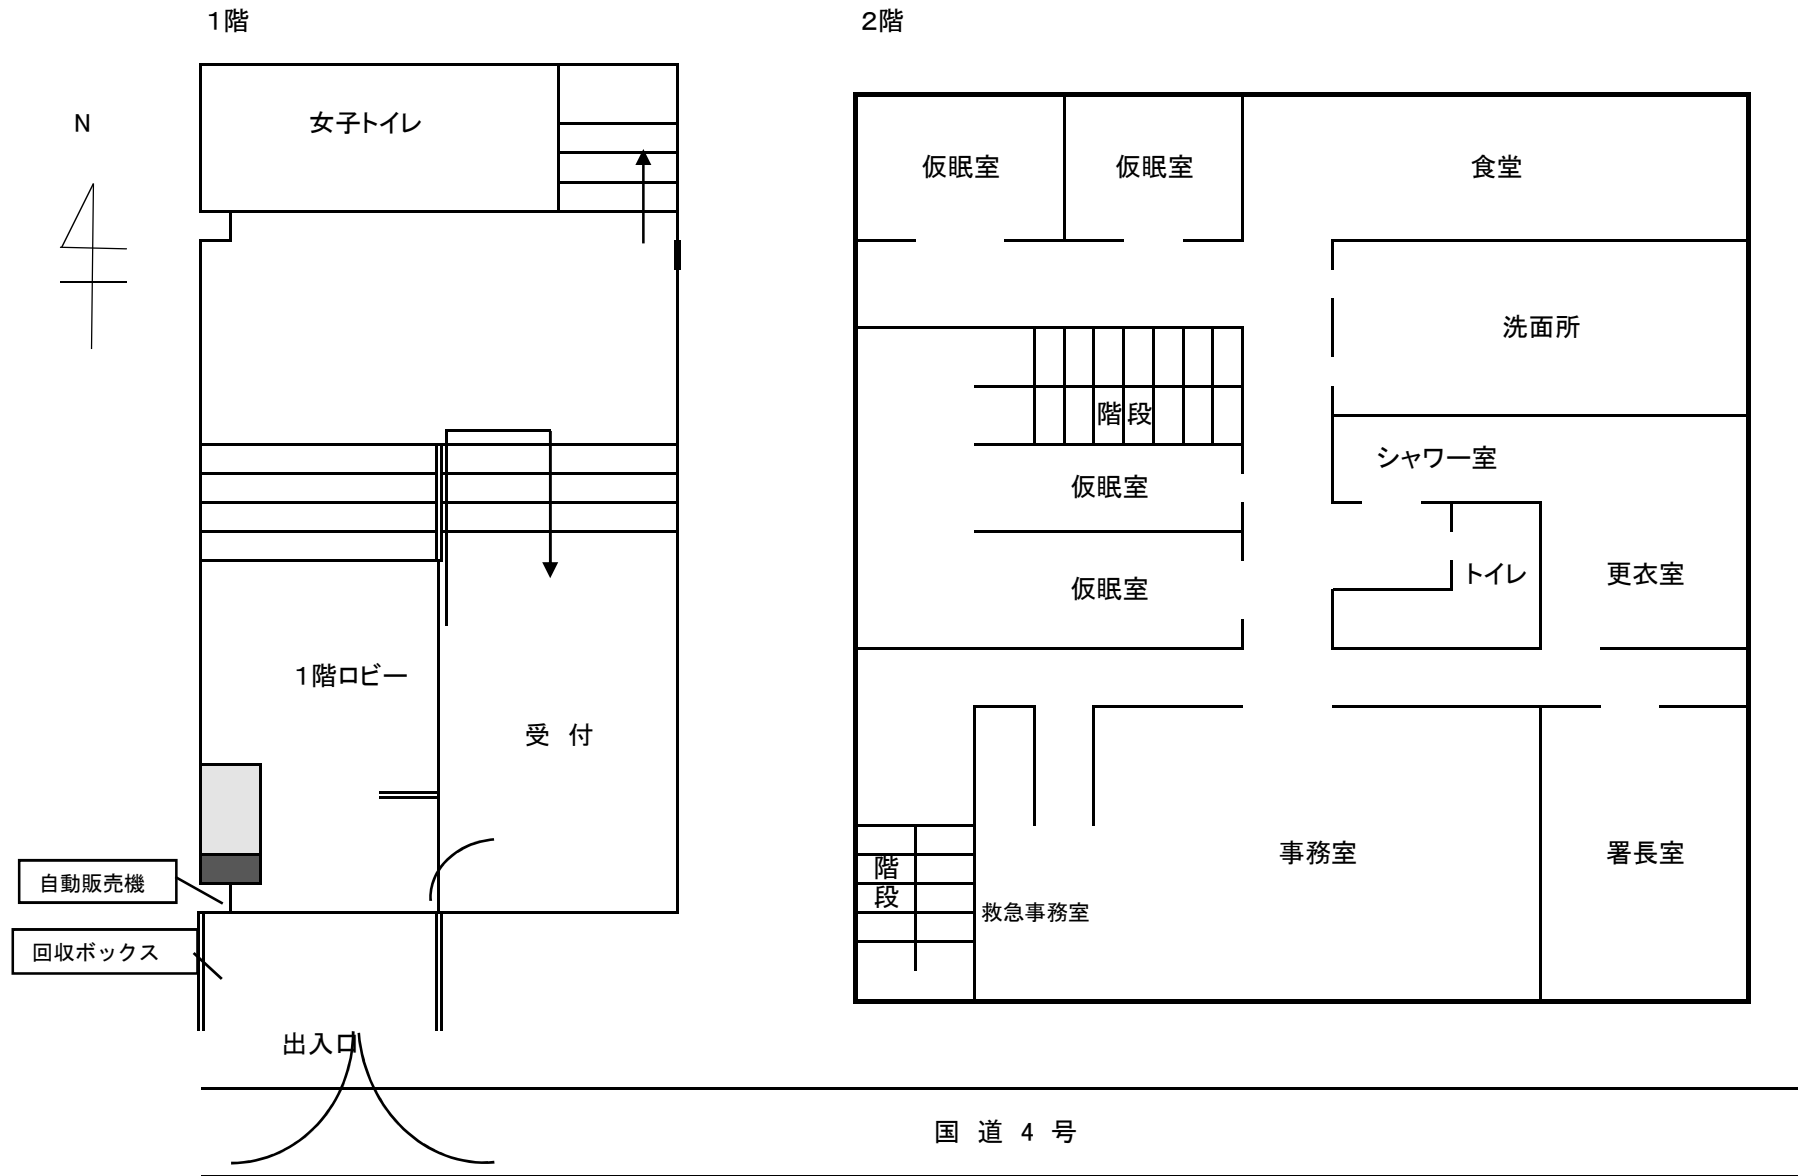 1階
2階
N
女子トイレ
仮眠室
仮眠室
食堂
洗面所
階段
シャワー室
仮眠室
仮眠室
トイレ
更衣室
1階ロビー
受 付
事務室
署長室
階
段
自動販売機
救急事務室
回収ボックス
出入口
国 道 4 号